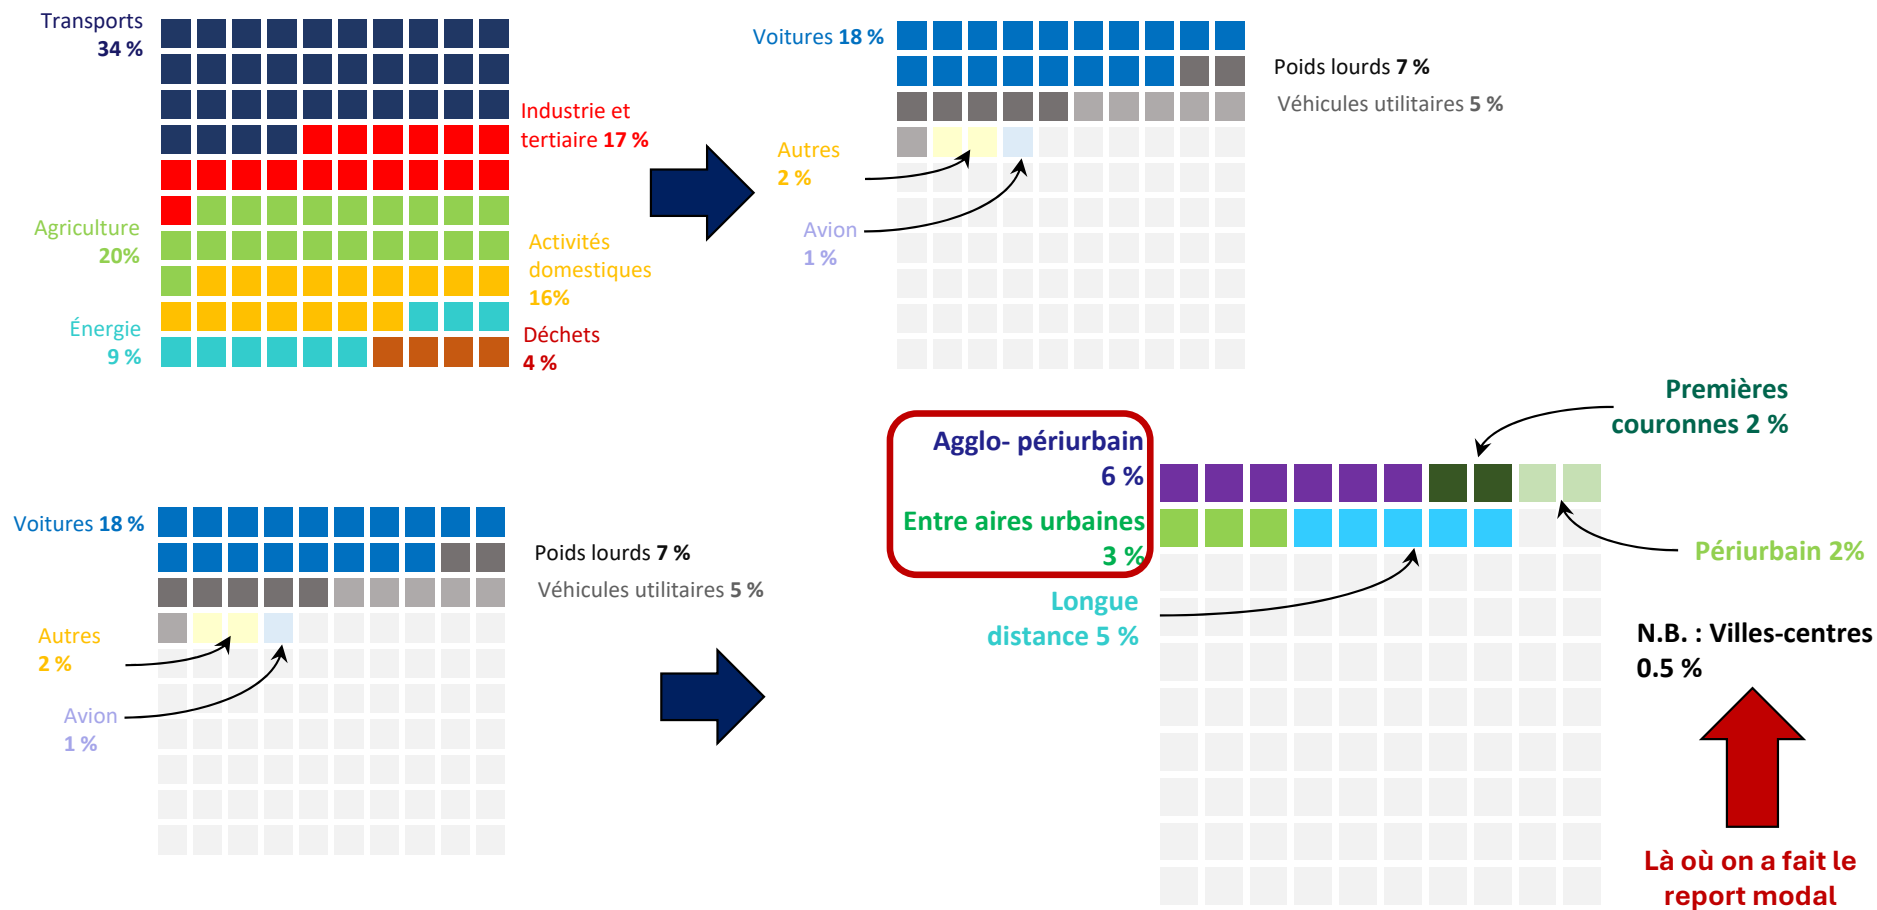 Transports
34 %
Industrie et
tertiaire 17 %
Agriculture
20%
Activités
domestiques
16%
Énergie
9 %
Déchets
4 %
Voitures 18 %
Poids lourds 7 %
Véhicules utilitaires 5 %
Autres
2 %
Avion
1 %
Voitures 18 %
Poids lourds 7 %
Véhicules utilitaires 5 %
Autres
2 %
Avion
1 %
Premières
couronnes 2 %
Agglo- périurbain
6 %
Entre aires urbaines
3 %
Périurbain 2%
Longue
distance 5 %
N.B. : Villes-centres
0.5 %
Là où on a fait le
report modal